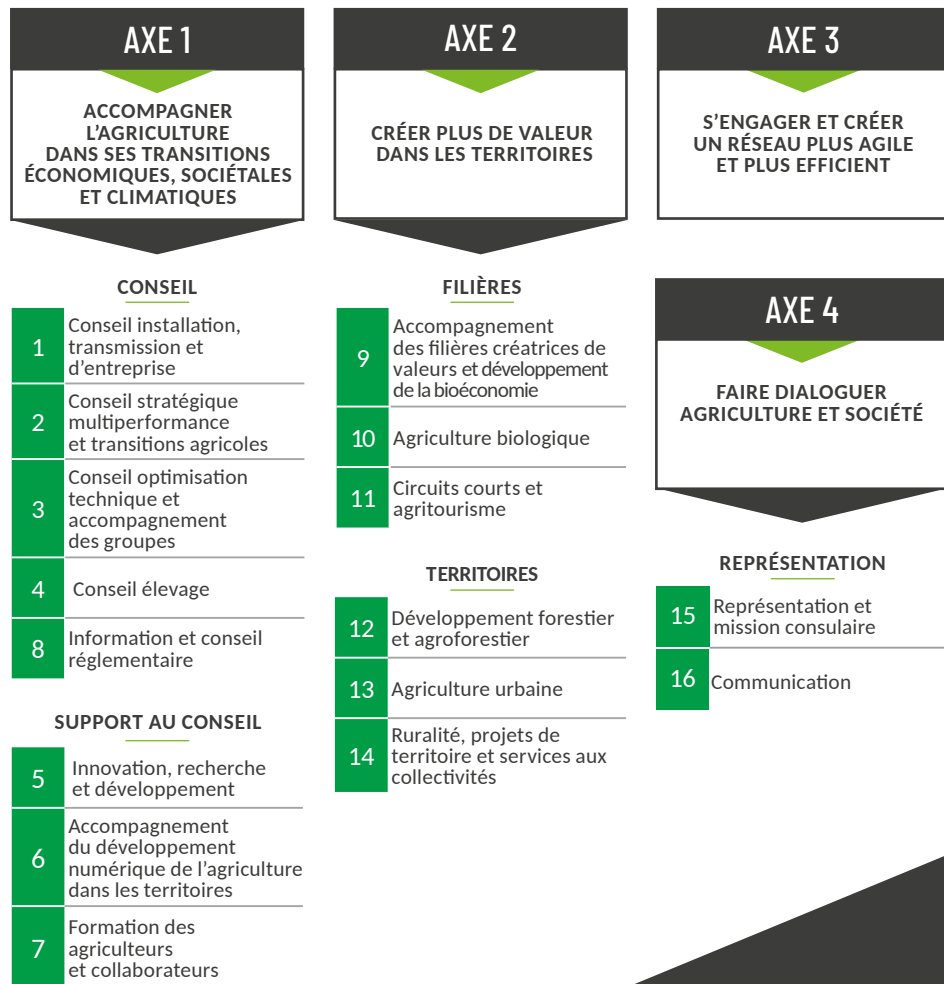 AXE 1
ACCOMPAGNER
L’AGRICULTURE
DANS SES TRANSITIONS
ÉCONOMIQUES, SOCIÉTALES
ET CLIMATIQUES
CONSEIL
1
Conseil installation,
transmission et
d’entreprise
2
Conseil stratégique
multiperformance
et transitions agricoles
3
Conseil optimisation
technique et
accompagnement
des groupes
4
Conseil élevage
8
Information et conseil
réglementaire
SUPPORT AU CONSEIL
5
Innovation, recherche
et développement
6
Accompagnement
du développement
numérique de l’agriculture
dans les territoires
7
Formation des
agriculteurs
et collaborateurs
AXE 2
CRÉER PLUS DE VALEUR
DANS LES TERRITOIRES
FILIÈRES
9
Accompagnement
des filières créatrices de
valeurs et développement
de la bioéconomie
10
Agriculture biologique
11
Circuits courts et
agritourisme
TERRITOIRES
12
Développement forestier
et agroforestier
13
Agriculture urbaine
14
Ruralité, projets de
territoire et services aux
collectivités
AXE 3
S’ENGAGER ET CRÉER
UN RÉSEAU PLUS AGILE
ET PLUS EFFICIENT
AXE 4
FAIRE DIALOGUER
AGRICULTURE ET SOCIÉTÉ
REPRÉSENTATION
15
Représentation et
mission consulaire
16
Communication